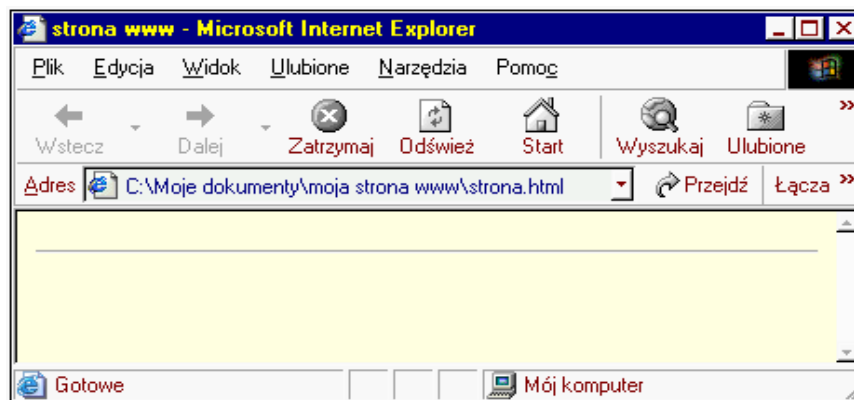 strona www - Microsoft Internet Explorer
Plik Edycja Widok Ulubione Narzędzia Pomoc
Wstecz Dalej Zatrzymaj Odśwież Start Wyszukaj Ulubione »
Adres C:\Moje dokumenty\moja strona www\strona.html Przejdź Łącza »
Gotowe Mój komputer